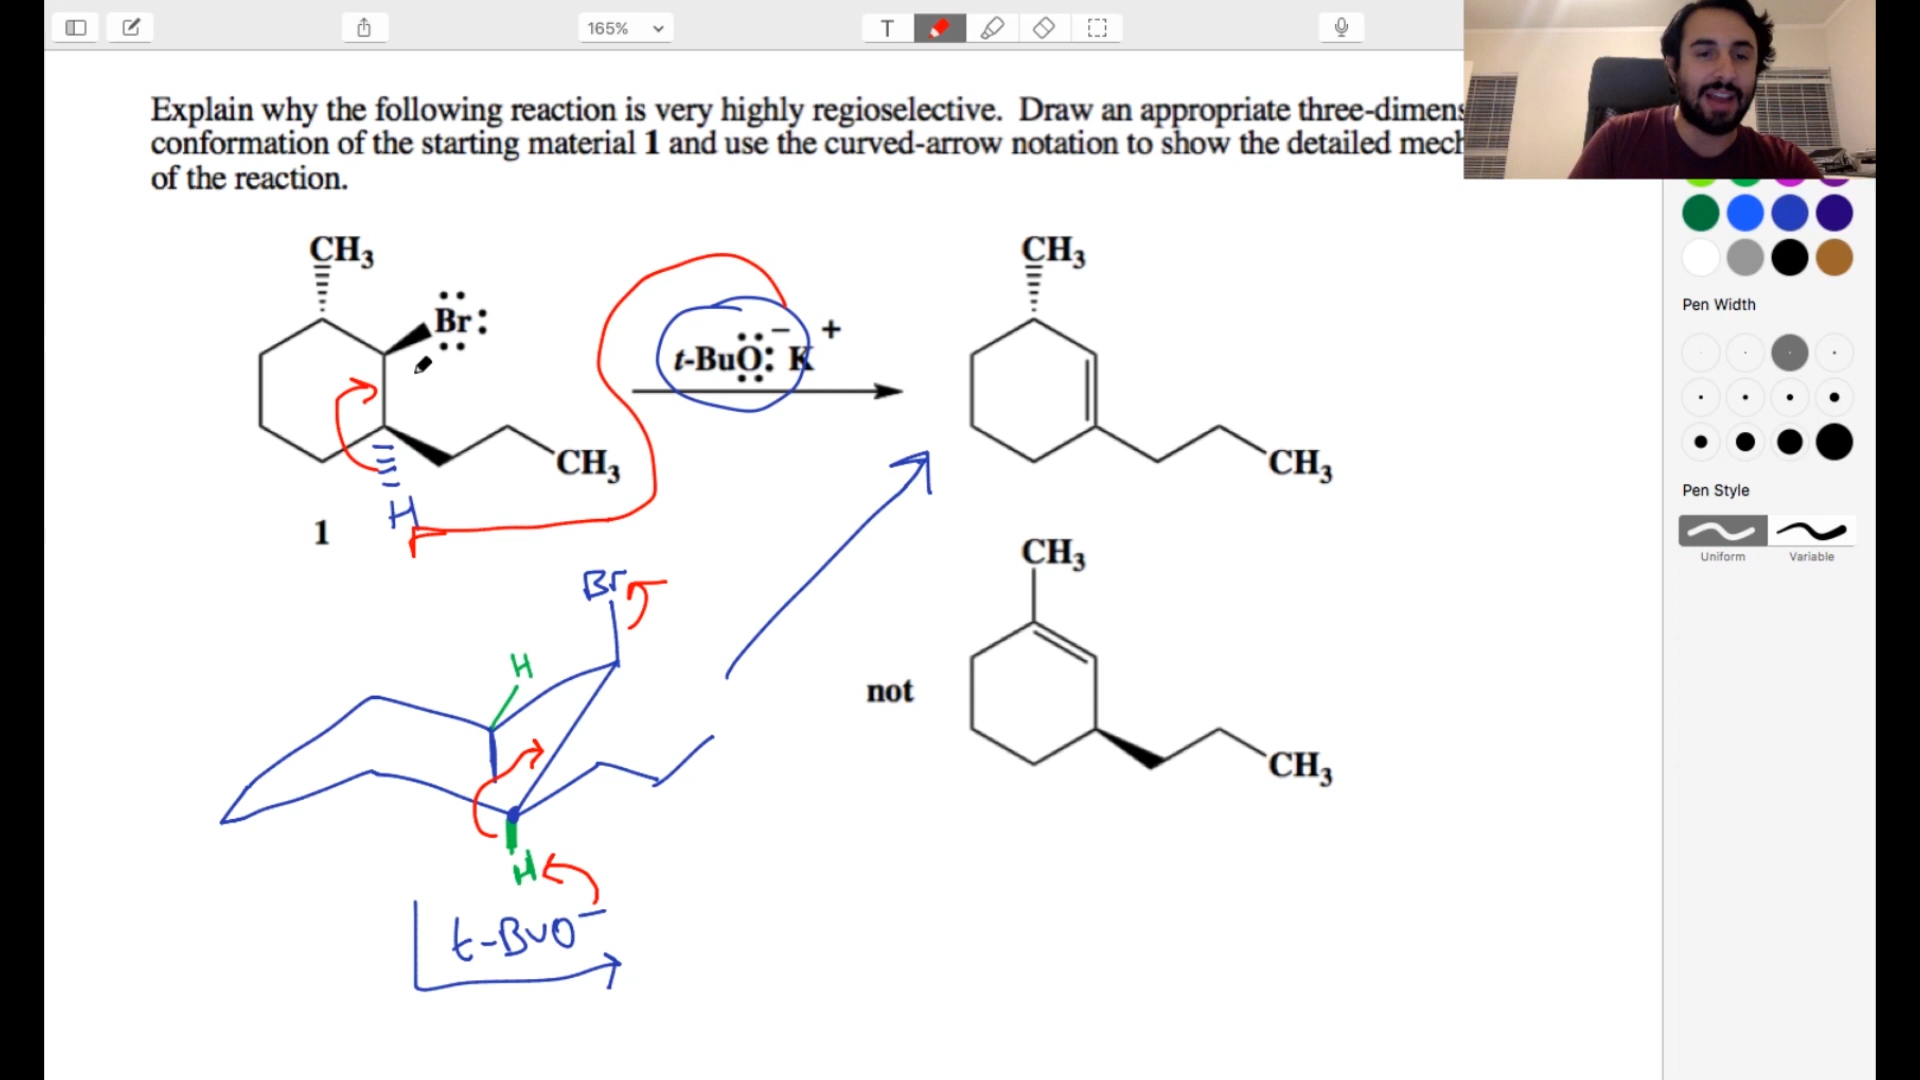 T
165%
Explain why the following reaction is very highly regioselective. Draw an appropriate three-dimens
conformation of the starting material 1 and use the curved-arrow notation to show the detailed mech
of the reaction.
CH3
Br:
CH3
H
1
t-BuO:⁻ K⁺
CH3
CH3
not
CH3
CH3
Br
H
H
t-BuO⁻
Pen Width
Pen Style
Uniform
Variable